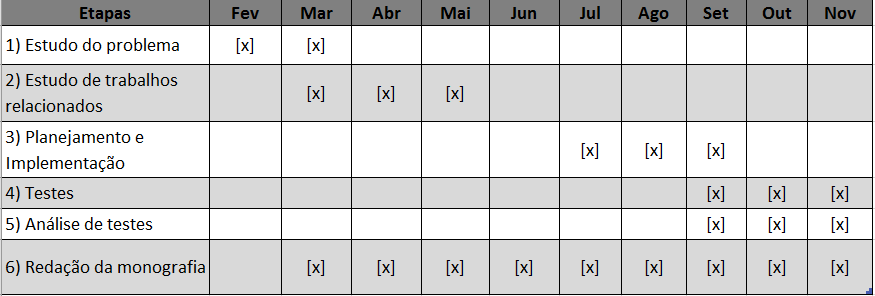 Etapas Fev Mar Abr Mai Jun Jul Ago Set Out Nov
1) Estudo do problema [x] [x]
2) Estudo de trabalhos
relacionados [x] [x] [x]
3) Planejamento e
Implementação [x] [x] [x]
4) Testes [x] [x] [x]
5) Análise de testes [x] [x] [x]
6) Redação da monografia [x] [x] [x] [x] [x] [x] [x] [x] [x]